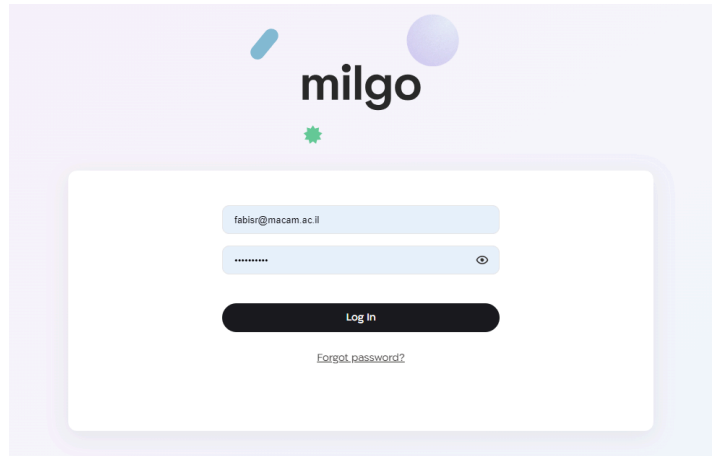 milgo
fabisr@macam.ac.il
••••••••••
Log In
Forgot password?